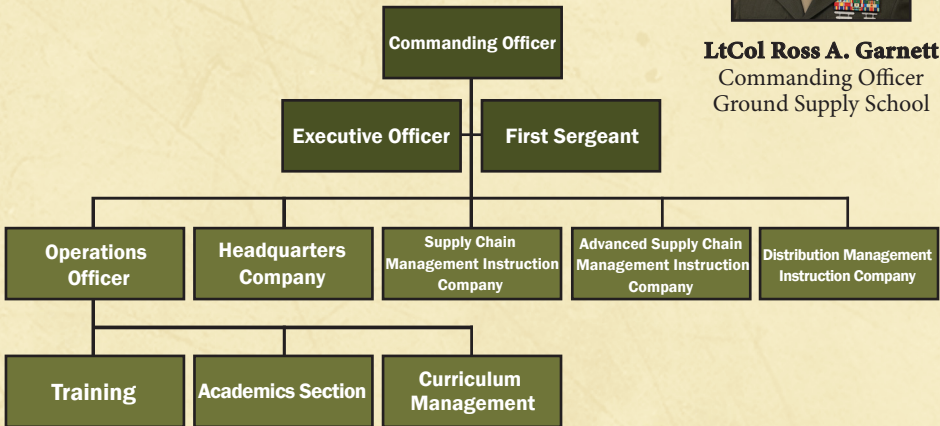 Commanding Officer
LtCol Ross A. Garnett
Commanding Officer
Ground Supply School
Executive Officer
First Sergeant
Operations
Officer
Headquarters
Company
Supply Chain
Management Instruction
Company
Advanced Supply Chain
Management Instruction
Company
Distribution Management
Instruction Company
Training
Academics Section
Curriculum
Management